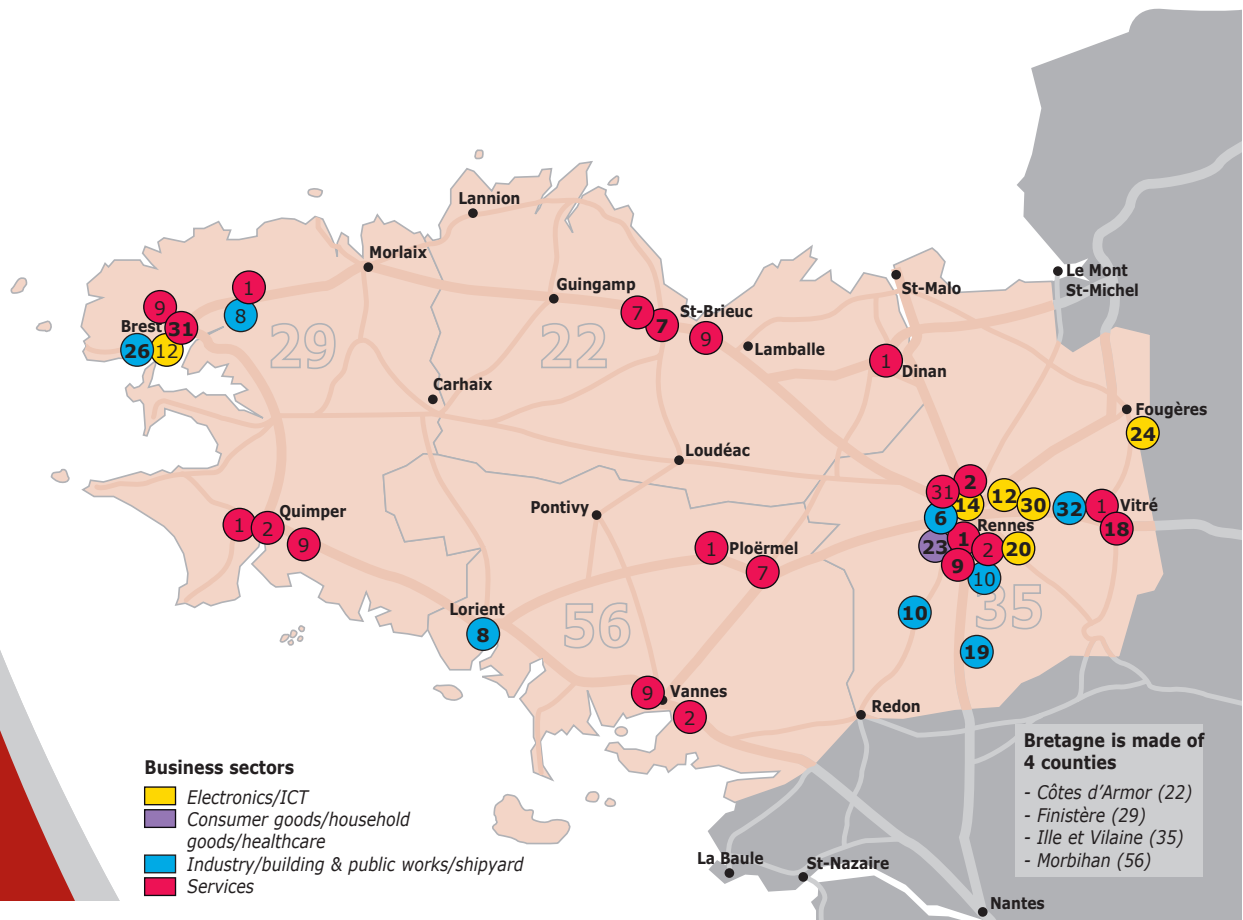 Lannion
Morlaix
Le Mont
St-Michel
St-Malo
Guingamp
1
9
8
7
7
St-Brieuc
9
Brest
31
26
12
29
22
Lamballe
1
Dinan
Carhaix
Fougères
24
Loudéac
2
31
14
12
30
32
1
Vitré
18
Pontivy
6
Rennes
1
2
Quimper
9
1
Ploërmel
7
23
1
2
20
9
10
Lorient
8
56
10
35
19
9
Vannes
2
Redon
Business sectors
Electronics/ICT
Consumer goods/household
goods/healthcare
Industry/building & public works/shipyard
Services
Bretagne is made of
4 counties
- Côtes d'Armor (22)
- Finistère (29)
- Ille et Vilaine (35)
- Morbihan (56)
La Baule
St-Nazaire
Nantes